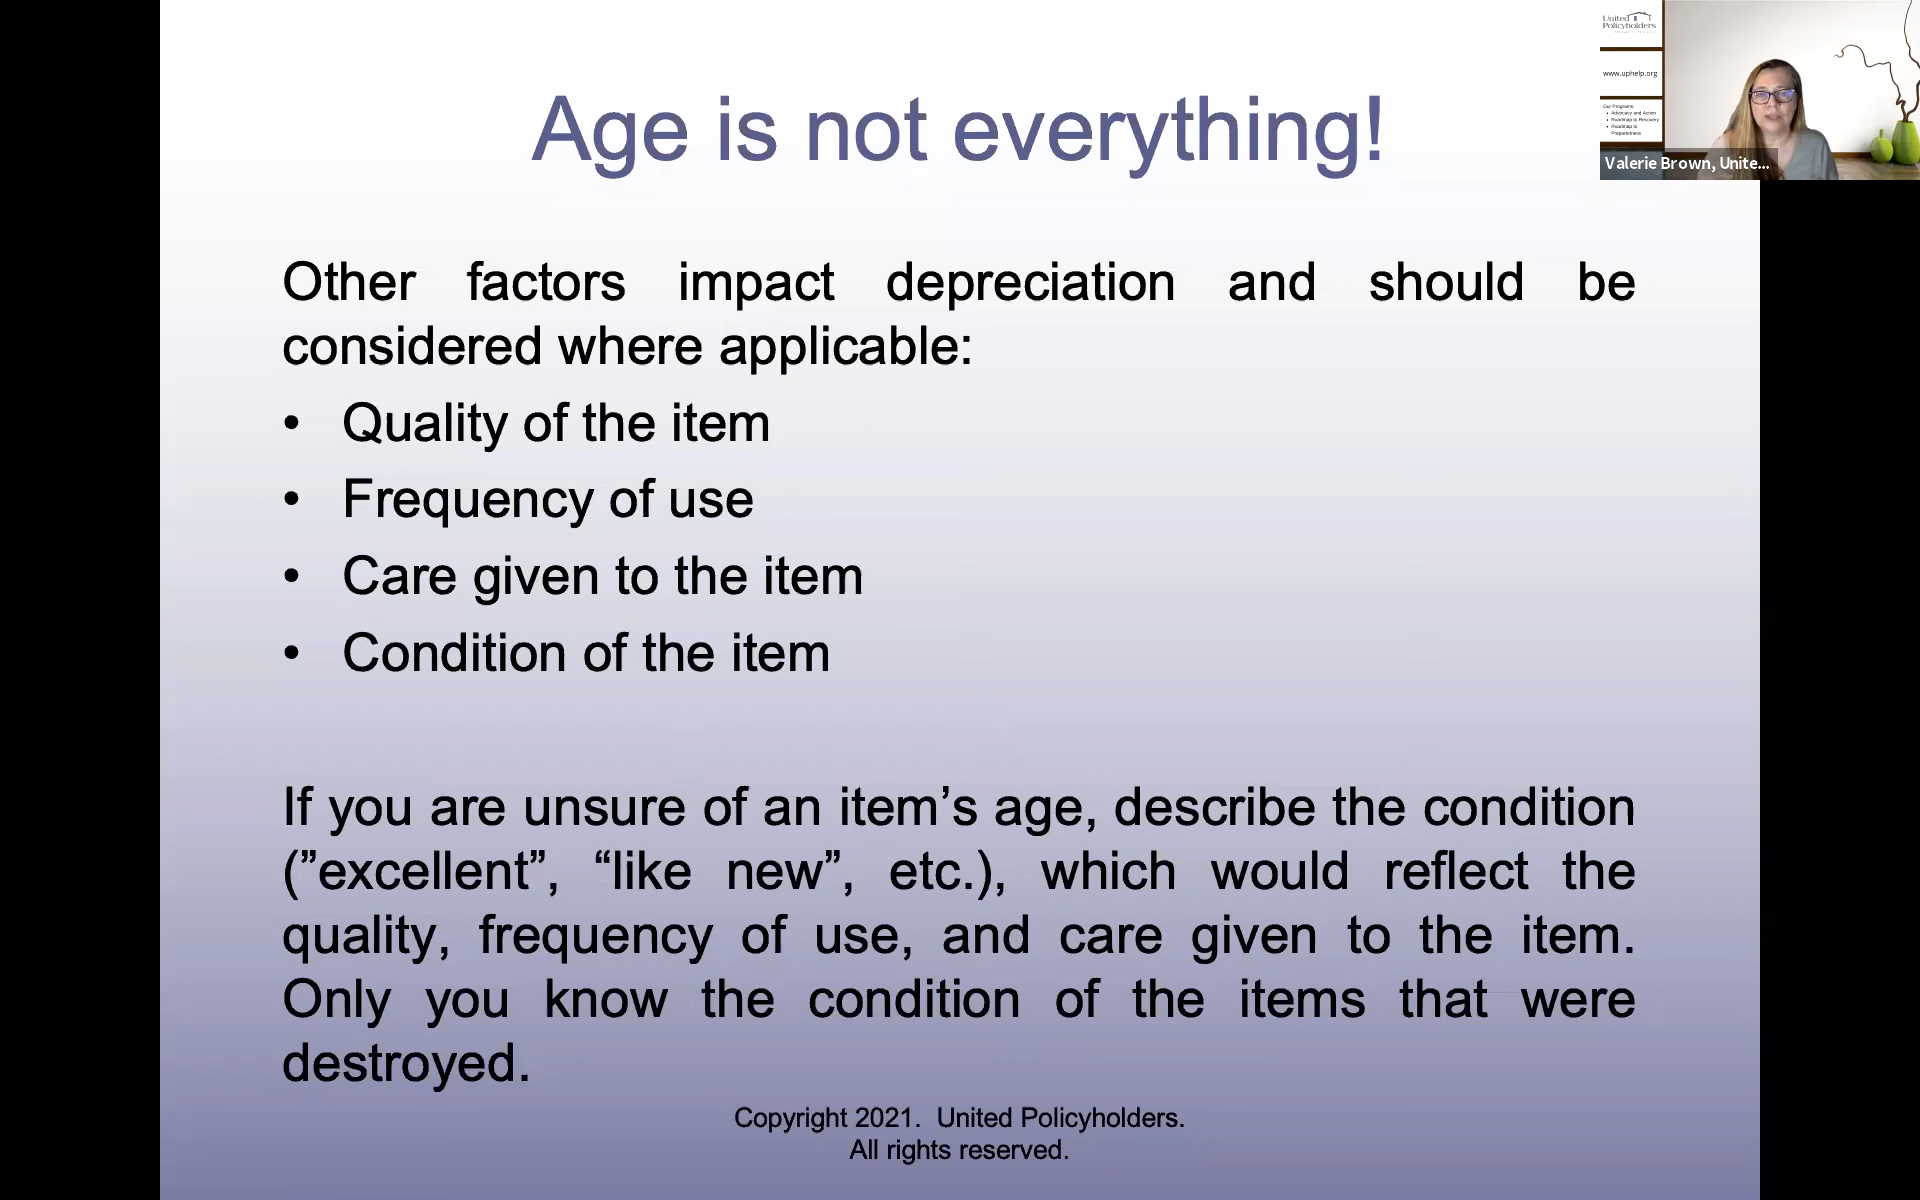 Age is not everything!
Other factors impact depreciation and should be
considered where applicable:
• Quality of the item
• Frequency of use
• Care given to the item
• Condition of the item
If you are unsure of an item’s age, describe the condition
(”excellent”, “like new”, etc.), which would reflect the
quality, frequency of use, and care given to the item.
Only you know the condition of the items that were
destroyed.
Copyright 2021. United Policyholders.
All rights reserved.
United
Policyholders
www.uphelp.org
Our Programs:
• Advocacy and Action
• Roadmap to Recovery
• Roadmap to
Preparedness
Valerie Brown, Unite...